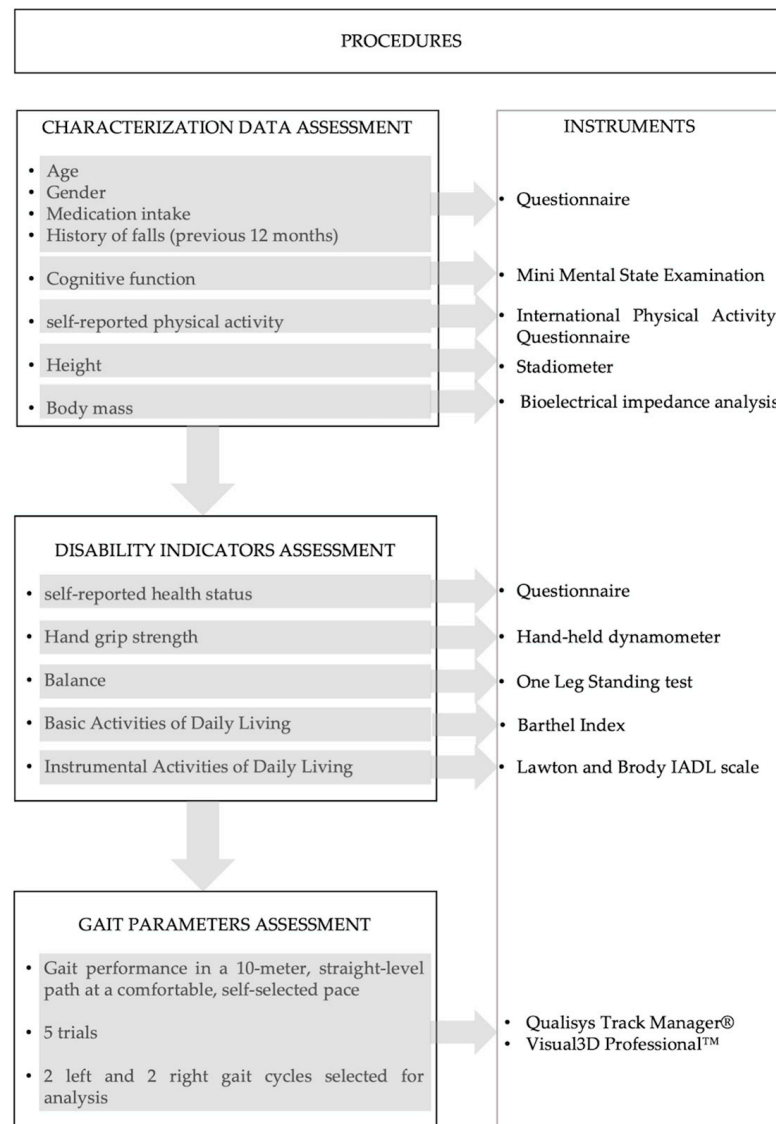 PROCEDURES
CHARACTERIZATION DATA ASSESSMENT
• Age
• Gender
• Medication intake
• History of falls (previous 12 months)
• Cognitive function
• self-reported physical activity
• Height
• Body mass
INSTRUMENTS
• Questionnaire
• Mini Mental State Examination
• International Physical Activity
Questionnaire
• Stadiometer
• Bioelectrical impedance analysis
DISABILITY INDICATORS ASSESSMENT
• self-reported health status
• Hand grip strength
• Balance
• Basic Activities of Daily Living
• Instrumental Activities of Daily Living
• Questionnaire
• Hand-held dynamometer
• One Leg Standing test
• Barthel Index
• Lawton and Brody IADL scale
GAIT PARAMETERS ASSESSMENT
• Gait performance in a 10-meter, straight-level
path at a comfortable, self-selected pace
• 5 trials
• 2 left and 2 right gait cycles selected for
analysis
• Qualisys Track Manager®
• Visual3D Professional™